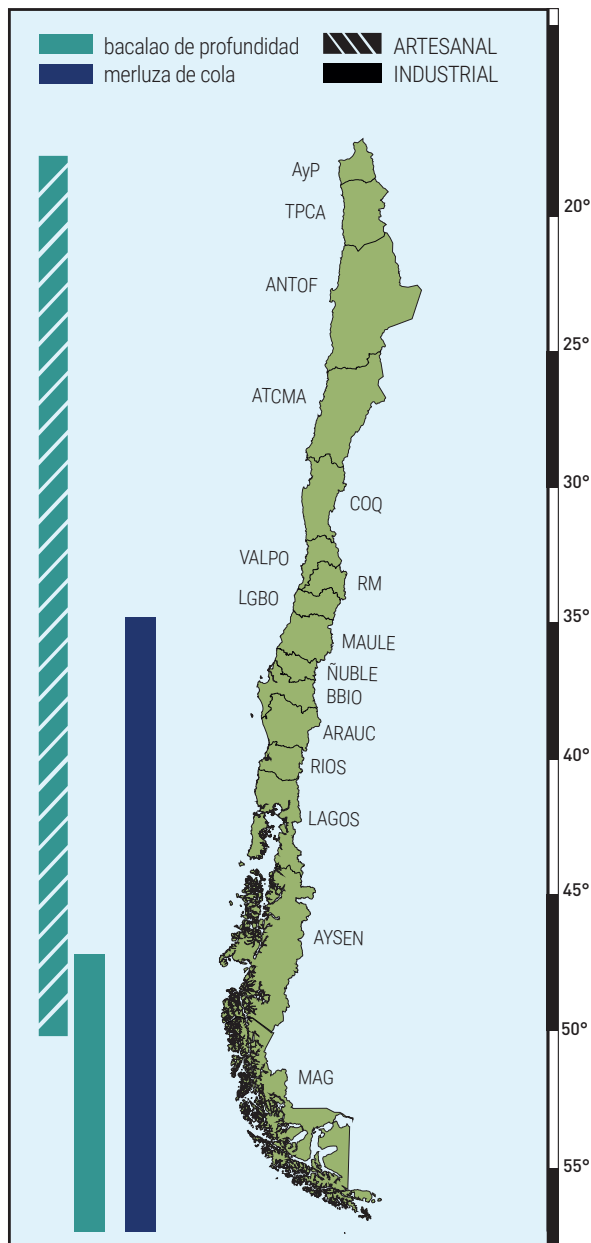 bacalao de profundidad
merluza de cola
ARTESANAL
INDUSTRIAL
AyP
TPCA
20°
ANTOF
25°
ATCMA
30°
COQ
VALPO
RM
LGBO
35°
MAULE
ÑUBLE
BBIO
ARAUC
40°
RIOS
LAGOS
45°
AYSEN
50°
MAG
55°